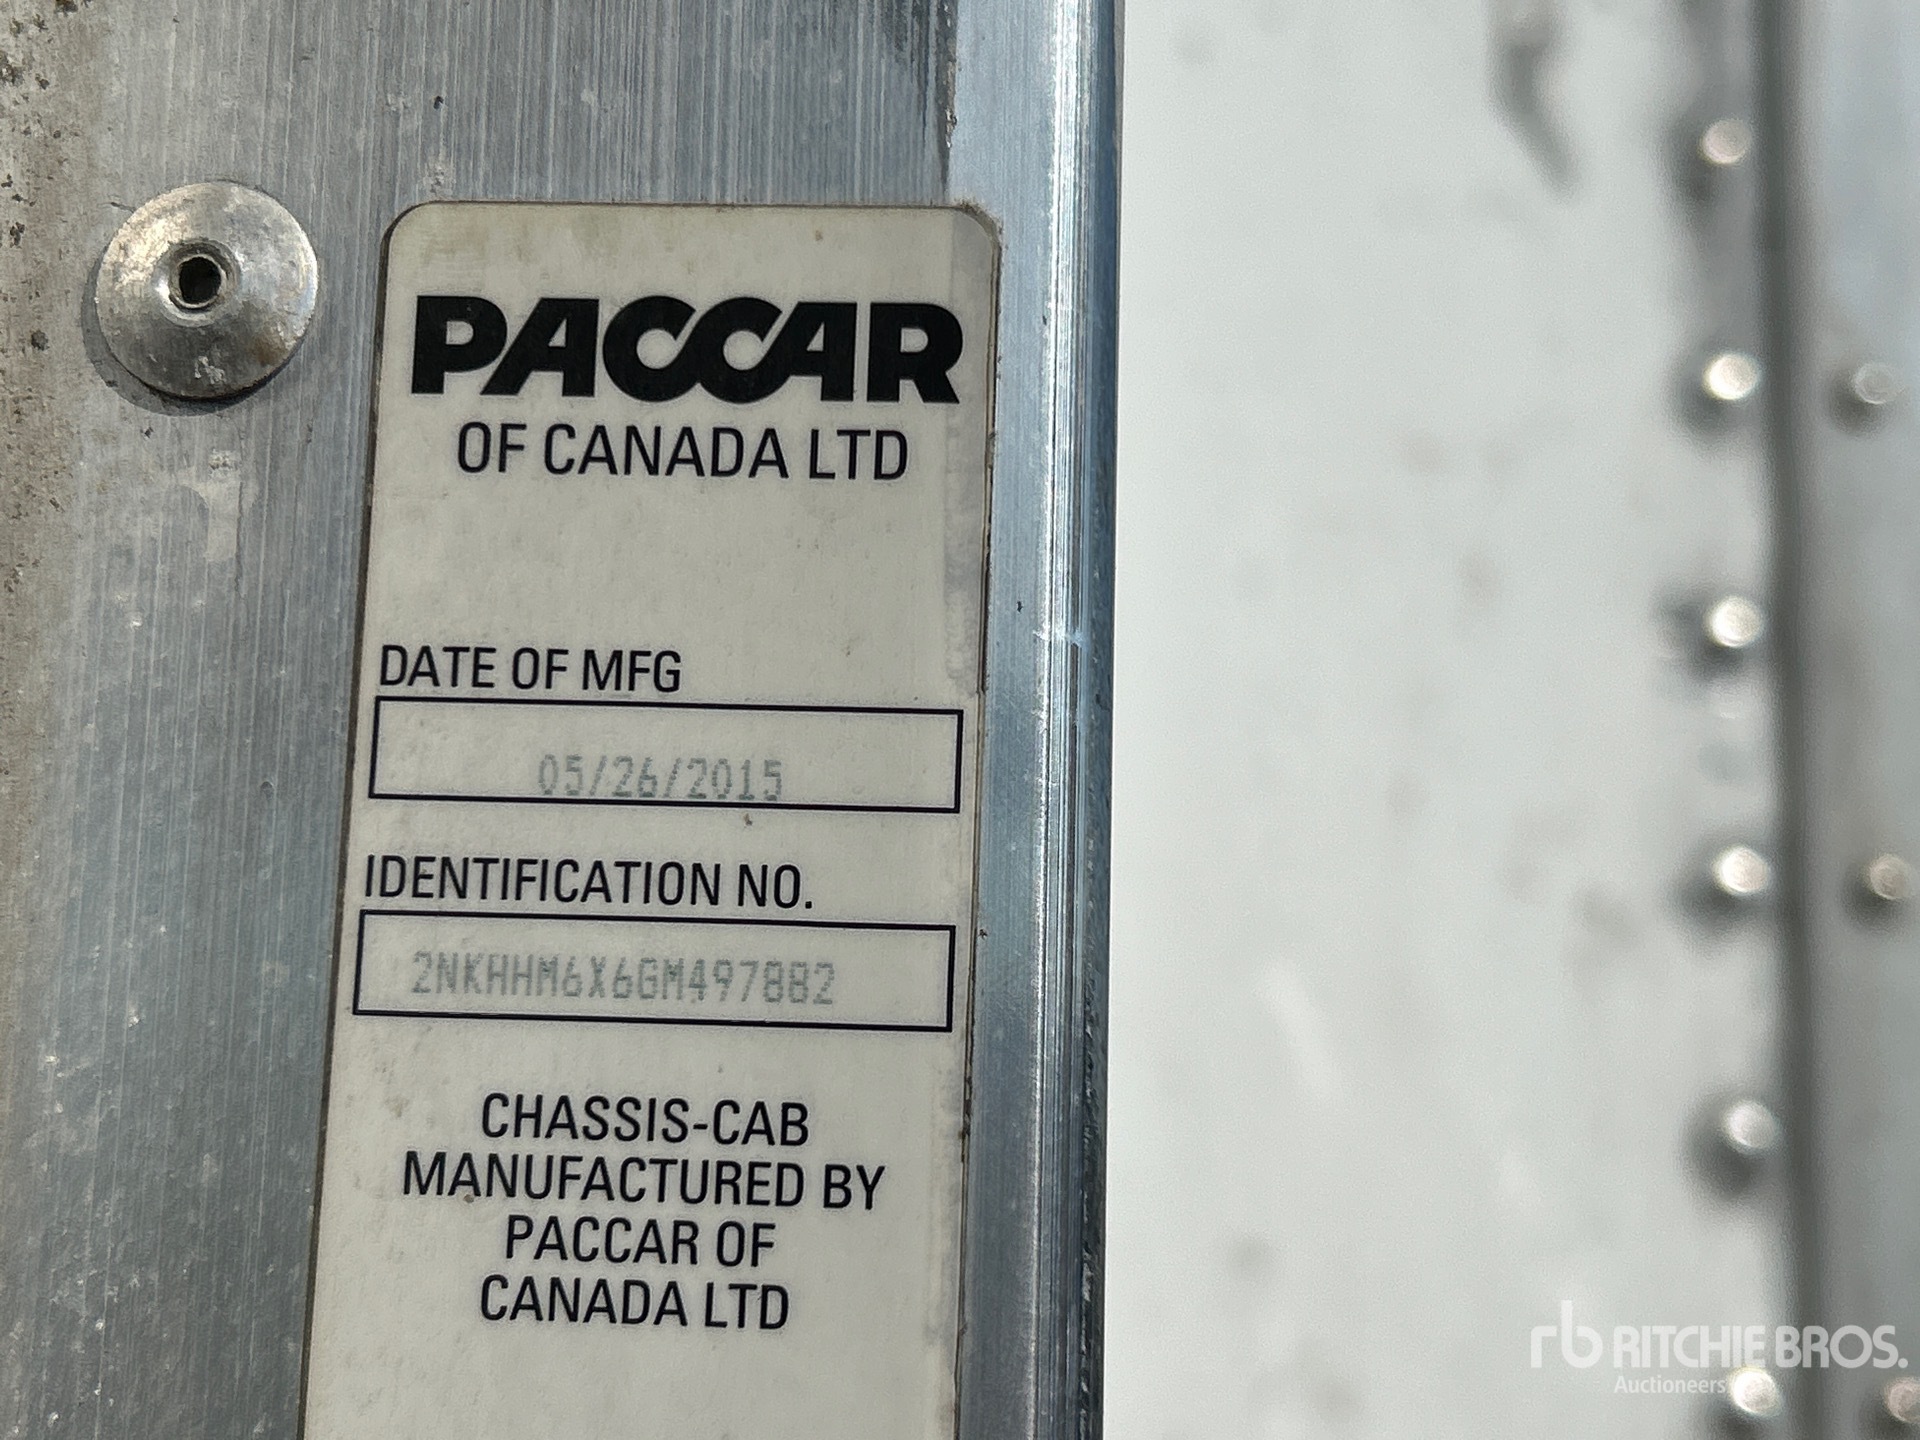 PACCAR
OF CANADA LTD
DATE OF MFG
05/26/2015
IDENTIFICATION NO.
2NKHHM6X6GM497882
CHASSIS-CAB
MANUFACTURED BY
PACCAR OF
CANADA LTD
rb RITCHIE BROS.
Auctioneers